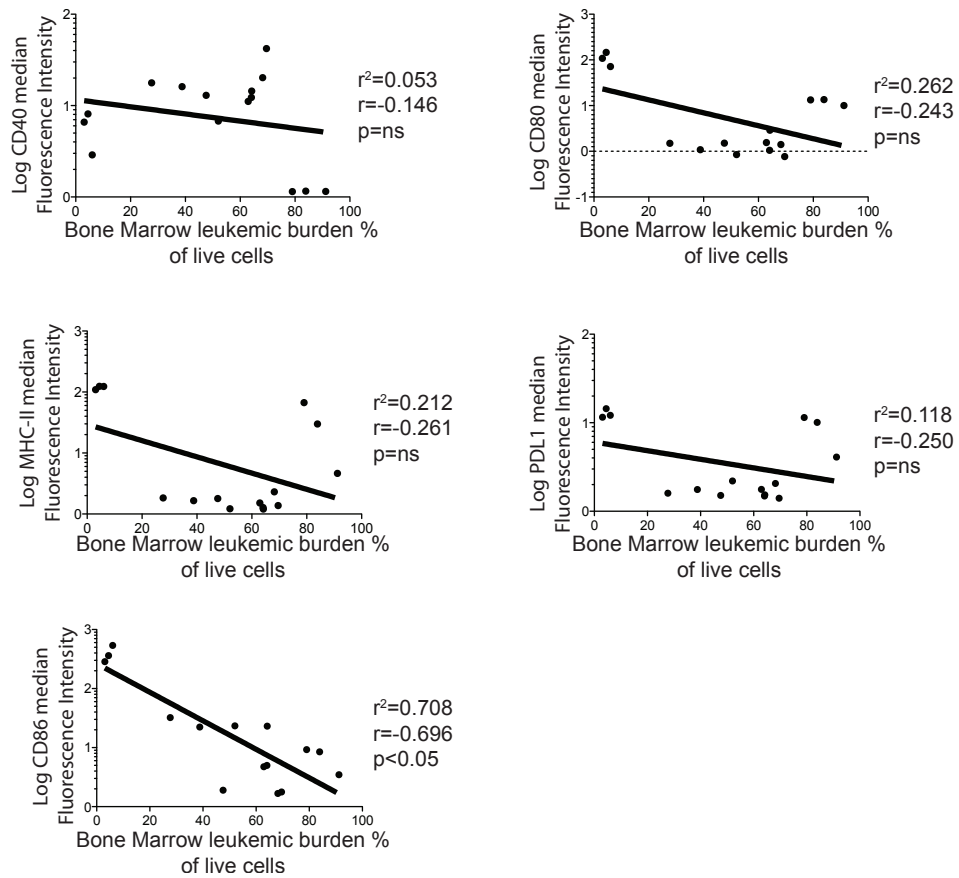 Log CD40 median
Fluorescence Intensity
2
1
0
0 20 40 60 80 100
Bone Marrow leukemic burden %
of live cells
r²=0.053
r=-0.146
p=ns
Log CD80 median
Fluorescence Intensity
3
2
1
0
-1
0 20 40 60 80 100
Bone Marrow leukemic burden %
of live cells
r²=0.262
r=-0.243
p=ns
Log MHC-II median
Fluorescence Intensity
3
2
1
0
0 20 40 60 80 100
Bone Marrow leukemic burden %
of live cells
r²=0.212
r=-0.261
p=ns
Log PDL1 median
Fluorescence Intensity
2
1
0
0 20 40 60 80 100
Bone Marrow leukemic burden %
of live cells
r²=0.118
r=-0.250
p=ns
Log CD86 median
Fluorescence Intensity
3
2
1
0
0 20 40 60 80 100
Bone Marrow leukemic burden %
of live cells
r²=0.708
r=-0.696
p<0.05